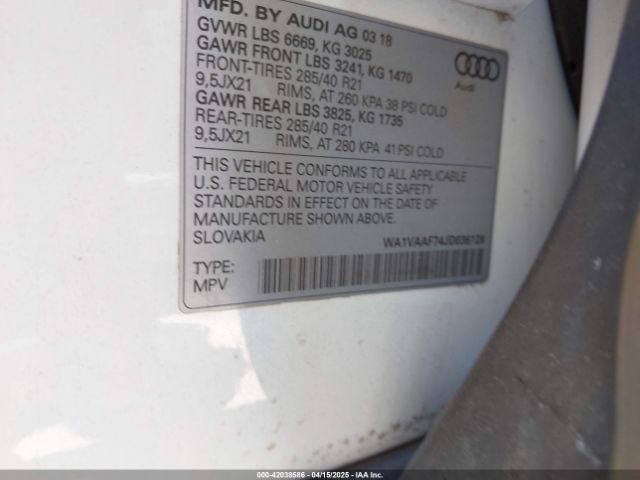 MFD. BY AUDI AG 03 18
GVWR LBS 6669, KG 3025
GAWR FRONT LBS 3241, KG 1470
FRONT-TIRES 285/40 R21
9,5JX21 RIMS, AT 260 KPA 38 PSI COLD
GAWR REAR LBS 3825, KG 1735
REAR-TIRES 285/40 R21
9,5JX21 RIMS, AT 280 KPA 41 PSI COLD
Audi
THIS VEHICLE CONFORMS TO ALL APPLICABLE
U.S. FEDERAL MOTOR VEHICLE SAFETY
STANDARDS IN EFFECT ON THE DATE OF
MANUFACTURE SHOWN ABOVE.
SLOVAKIA WA1VAAF74JD036128
TYPE:
MPV
000-42038586 - 04/15/2025 - IAA